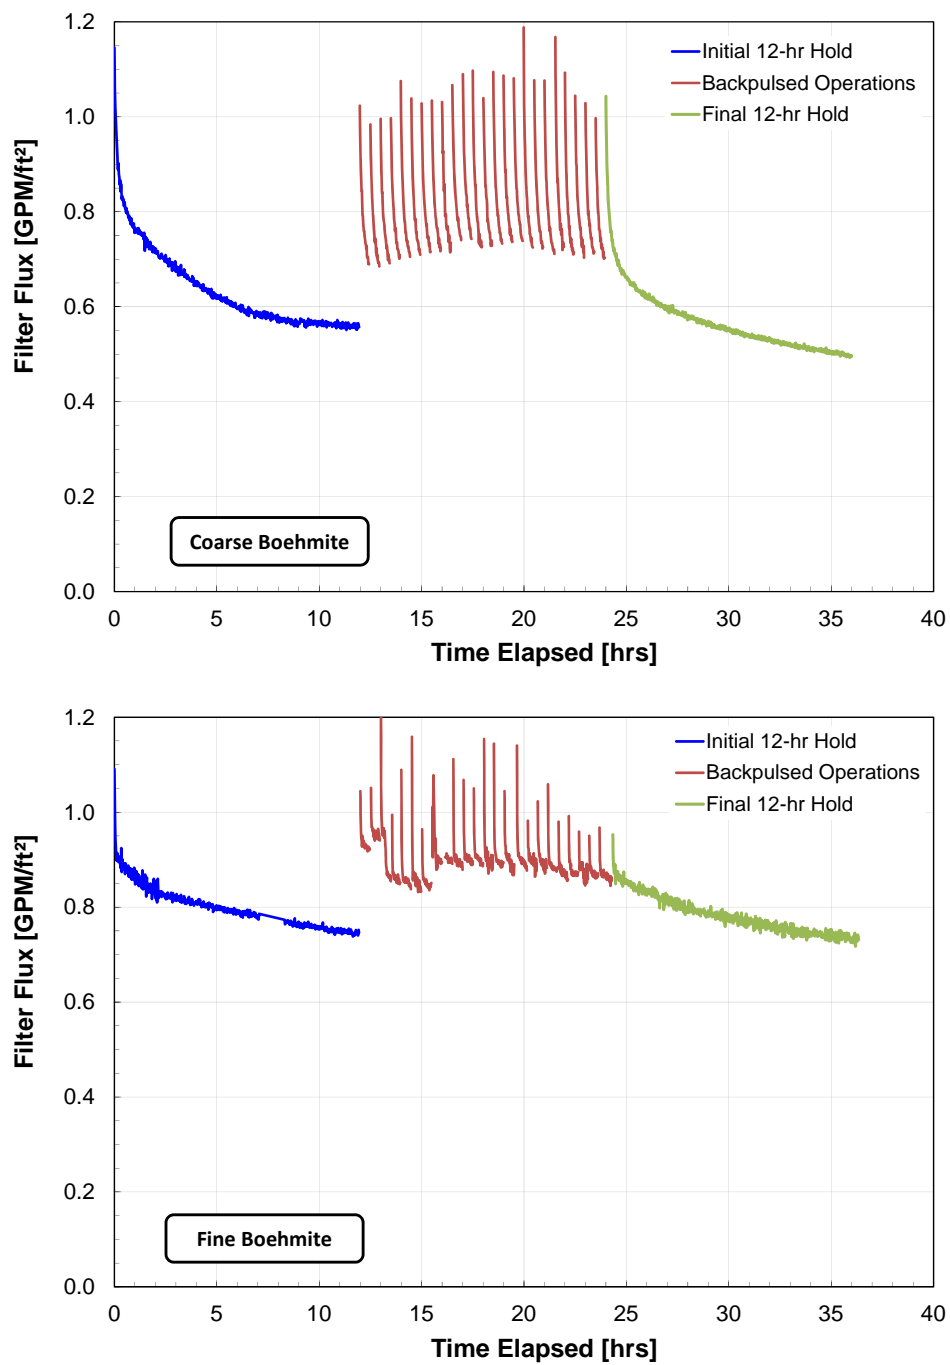 1.2
1.0
0.8
0.6
0.4
0.2
0.0
Filter Flux [GPM/ft²]
Initial 12-hr Hold
Backpulsed Operations
Final 12-hr Hold
Coarse Boehmite
0 5 10 15 20 25 30 35 40
Time Elapsed [hrs]
1.2
1.0
0.8
0.6
0.4
0.2
0.0
Filter Flux [GPM/ft²]
Initial 12-hr Hold
Backpulsed Operations
Final 12-hr Hold
Fine Boehmite
0 5 10 15 20 25 30 35 40
Time Elapsed [hrs]